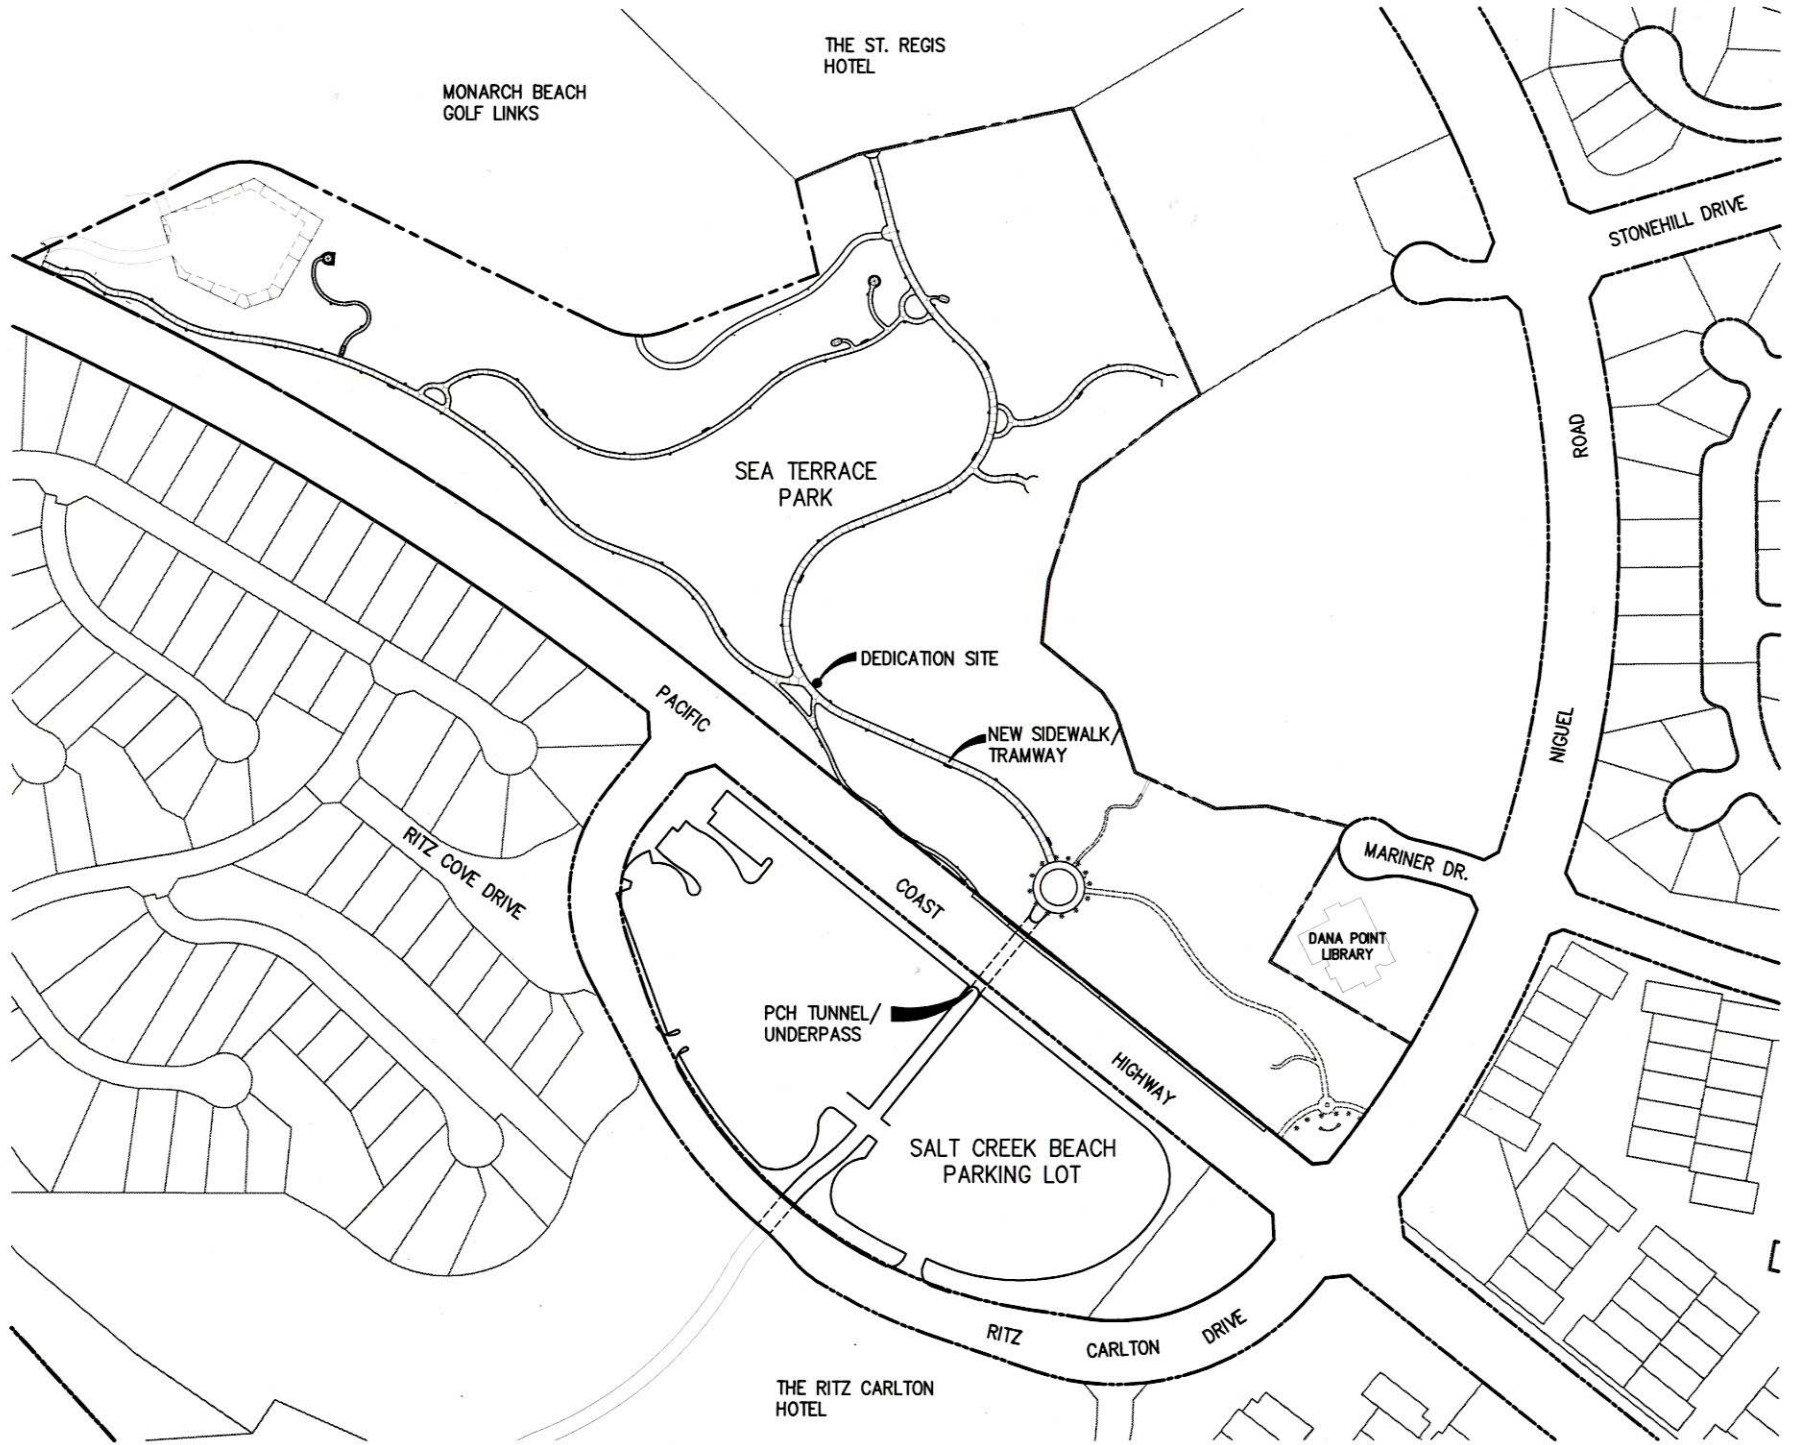 THE ST. REGIS
HOTEL
MONARCH BEACH
GOLF LINKS
STONEHILL DRIVE
ROAD
SEA TERRACE
PARK
DEDICATION SITE
PACIFIC
NEW SIDEWALK/
TRAMWAY
NIGUEL
RITZ COVE DRIVE
MARINER DR.
COAST
DANA POINT
LIBRARY
PCH TUNNEL/
UNDERPASS
HIGHWAY
SALT CREEK BEACH
PARKING LOT
RITZ CARLTON DRIVE
THE RITZ CARLTON
HOTEL